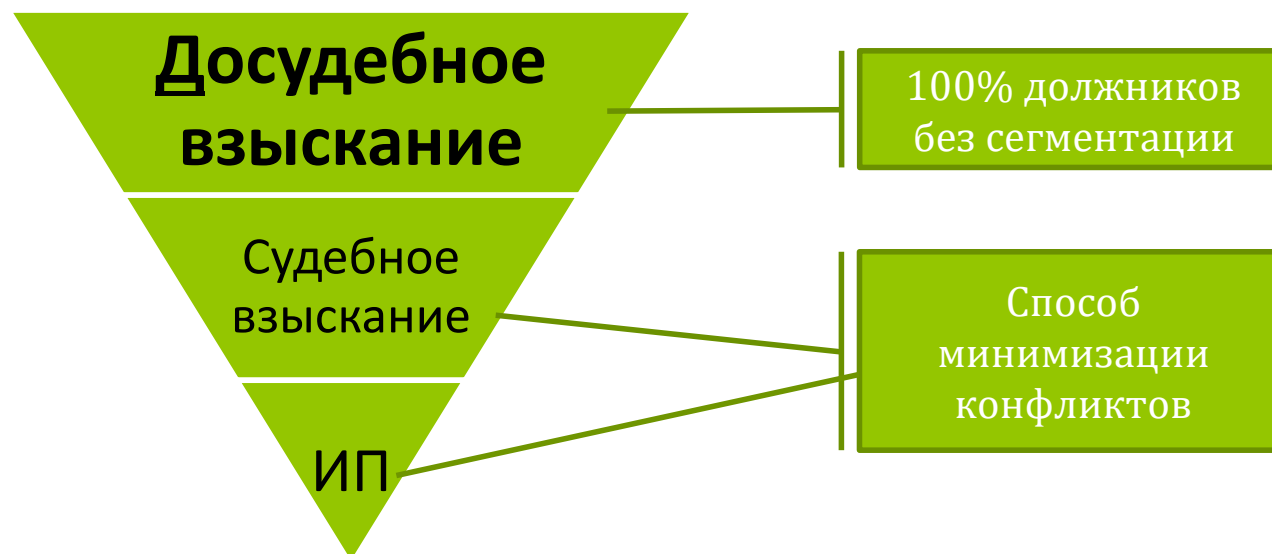 Досудебное
взыскание
100% должников
без сегментации
Судебное
взыскание
Способ
минимизации
конфликтов
ИП